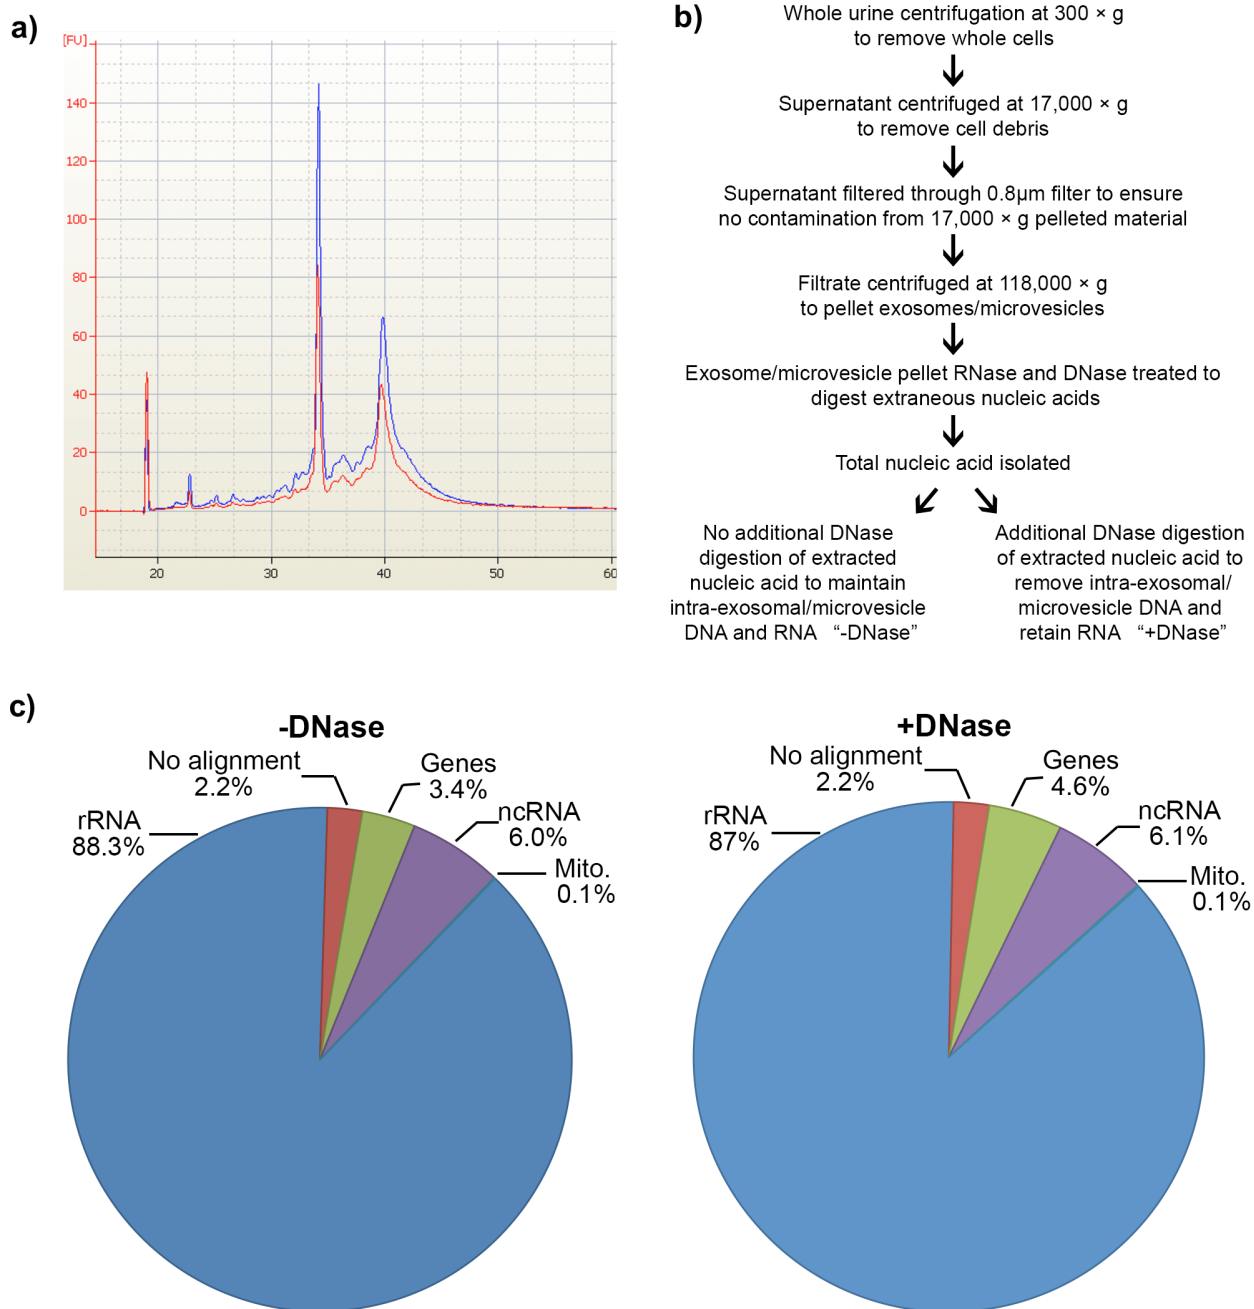 a)
[FU]
140
120
100
80
60
40
20
0
20
30
40
50
60
b)
Whole urine centrifugation at 300 × g
to remove whole cells
Supernatant centrifuged at 17,000 × g
to remove cell debris
Supernatant filtered through 0.8µm filter to ensure
no contamination from 17,000 × g pelleted material
Filtrate centrifuged at 118,000 × g
to pellet exosomes/microvesicles
Exosome/microvesicle pellet RNase and DNase treated to
digest extraneous nucleic acids
Total nucleic acid isolated
No additional DNase
digestion of extracted
nucleic acid to maintain
intra-exosomal/microvesicle
DNA and RNA “-DNase”
Additional DNase digestion
of extracted nucleic acid to
remove intra-exosomal/
microvesicle DNA and
retain RNA “+DNase”
c)
-DNase
No alignment
2.2%
Genes
3.4%
rRNA
88.3%
ncRNA
6.0%
Mito.
0.1%
+DNase
No alignment
2.2%
Genes
4.6%
rRNA
87%
ncRNA
6.1%
Mito.
0.1%